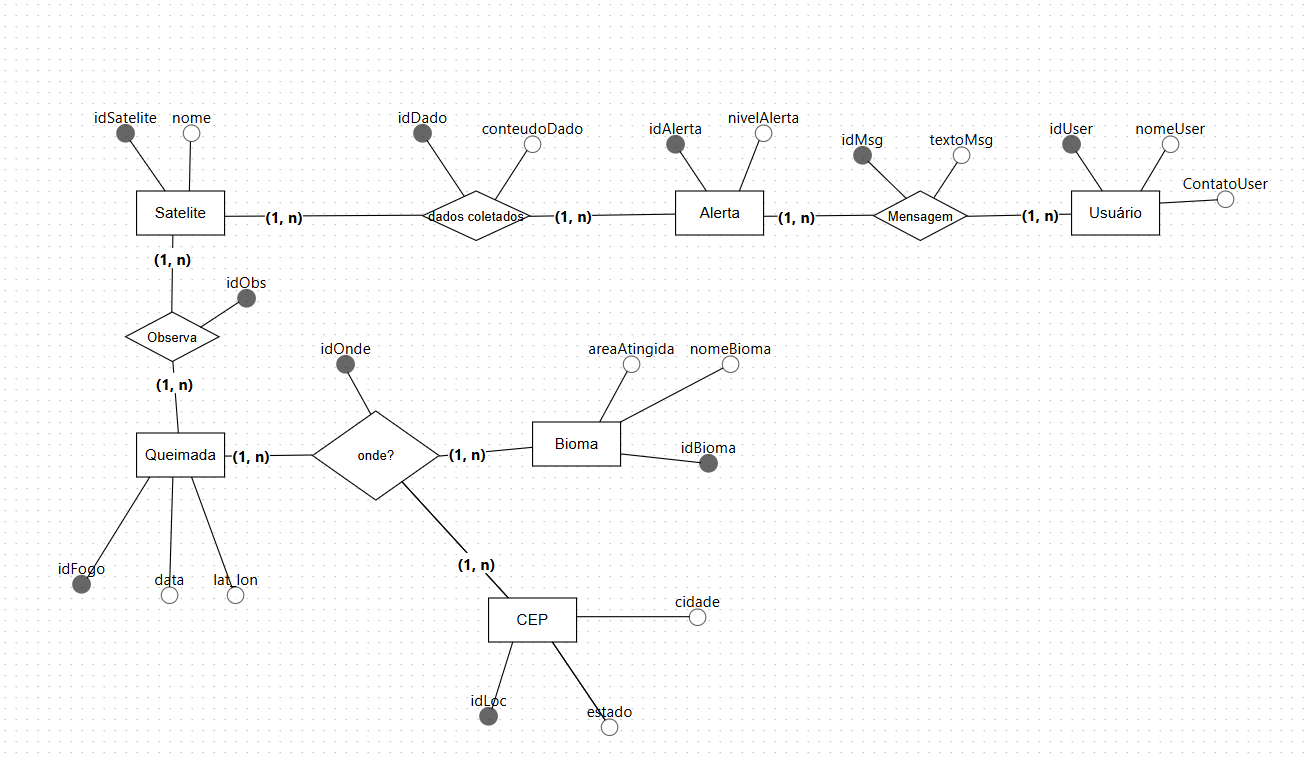 idSatelite
nome
idDado
conteudoDado
idAlerta
nivelAlerta
idMsg
textoMsg
idUser
nomeUser
ContatoUser
Satelite
(1, n)
dados coletados
(1, n)
Alerta
(1, n)
Mensagem
(1, n)
Usuário
(1, n)
idObs
Observa
(1, n)
idOnde
areaAtingida
nomeBioma
Queimada
(1, n)
onde?
(1, n)
Bioma
idBioma
(1, n)
idFogo
data
lat_lon
CEP
cidade
idLoc
estado